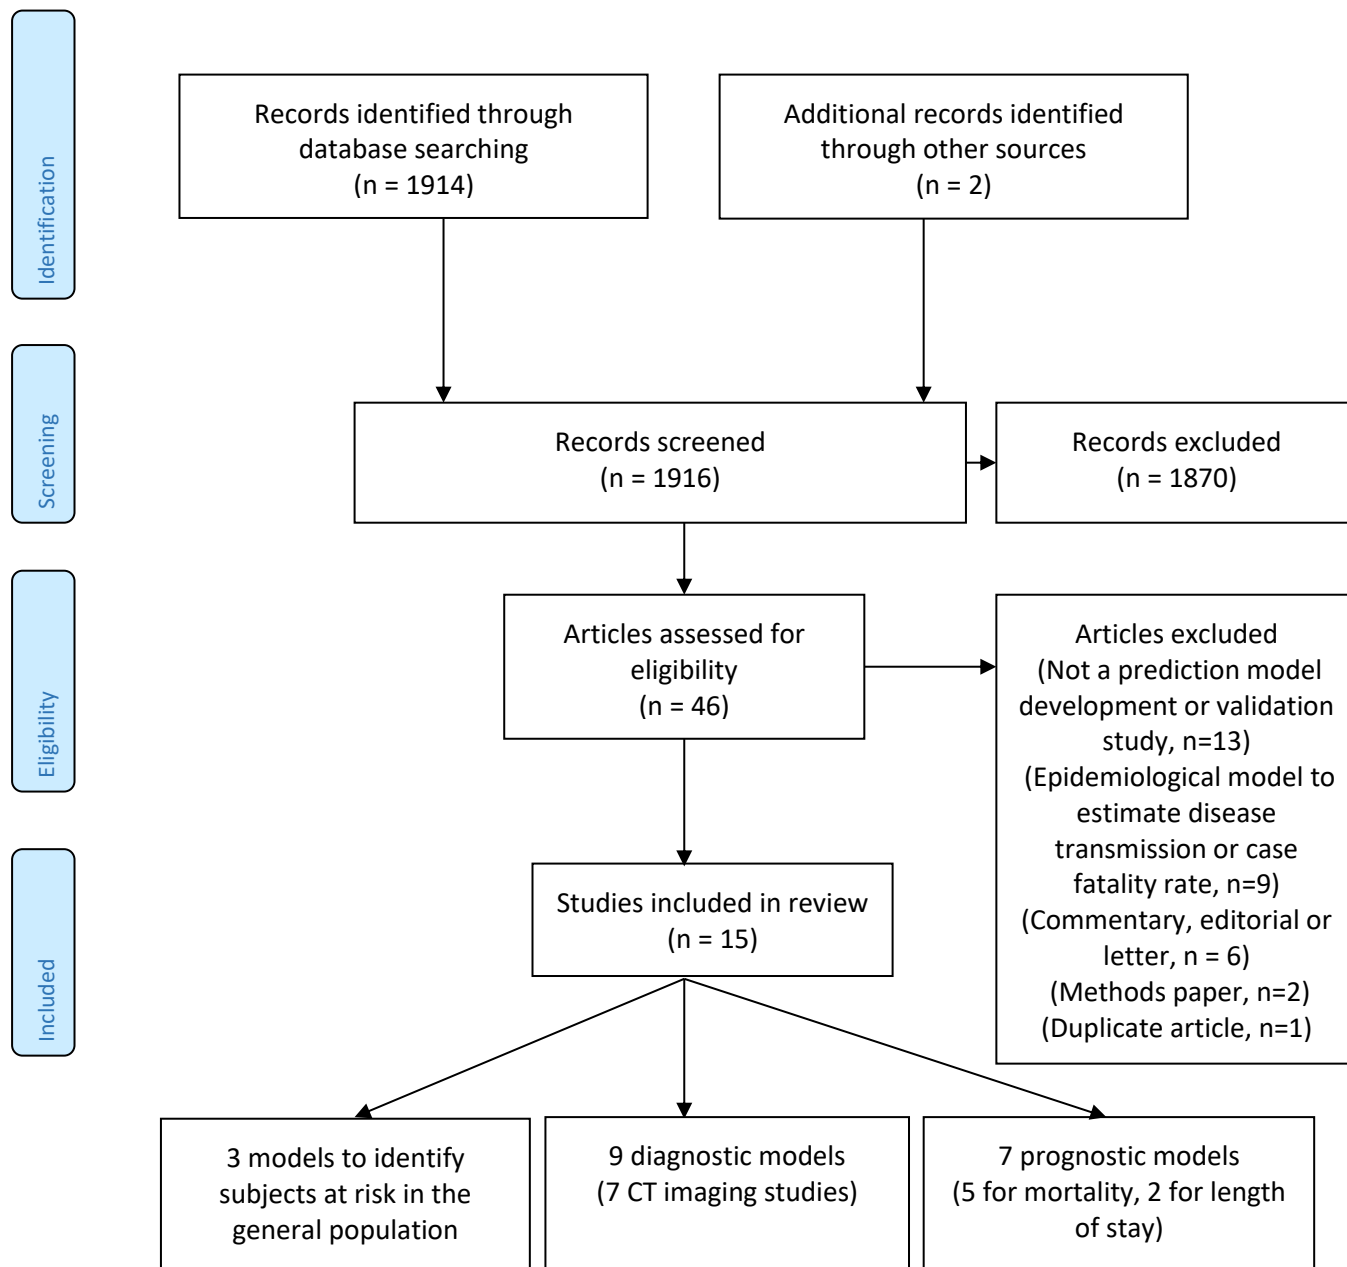 Identification
Records identified through
database searching
(n = 1914)
Additional records identified
through other sources
(n = 2)
Screening
Records screened
(n = 1916)
Records excluded
(n = 1870)
Eligibility
Articles assessed for
eligibility
(n = 46)
Articles excluded
(Not a prediction model
development or validation
study, n=13)
(Epidemiological model to
estimate disease
transmission or case
fatality rate, n=9)
(Commentary, editorial or
letter, n = 6)
(Methods paper, n=2)
(Duplicate article, n=1)
Included
Studies included in review
(n = 15)
3 models to identify
subjects at risk in the
general population
9 diagnostic models
(7 CT imaging studies)
7 prognostic models
(5 for mortality, 2 for length
of stay)